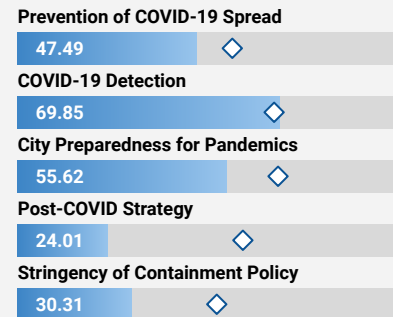 Prevention of COVID-19 Spread
47.49
COVID-19 Detection
69.85
City Preparedness for Pandemics
55.62
Post-COVID Strategy
24.01
Stringency of Containment Policy
30.31